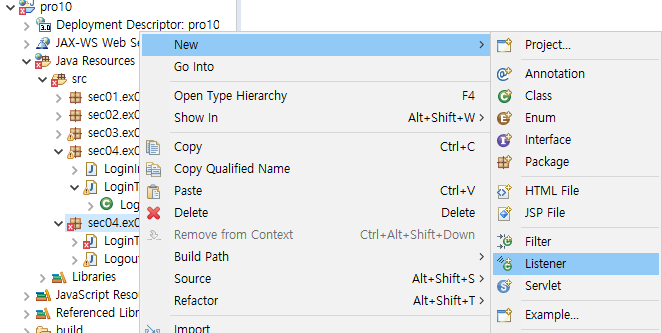 pro10
Deployment Descriptor: pro10
JAX-WS Web Se
Java Resources
src
sec01.ex0
sec02.ex0
sec03.ex0
sec04.ex0
LoginIn
LoginT
Log
sec04.ex0
LoginT
Logou
Libraries
JavaScript Resou
Referenced Libr
build
New
Go Into
Open Type Hierarchy F4
Show In Alt+Shift+W
Copy Ctrl+C
Copy Qualified Name
Paste Ctrl+V
Delete Delete
Remove from Context Ctrl+Alt+Shift+Down
Build Path
Source Alt+Shift+S
Refactor Alt+Shift+T
Import
Project...
Annotation
Class
Enum
Interface
Package
HTML File
JSP File
Filter
Listener
Servlet
Example...